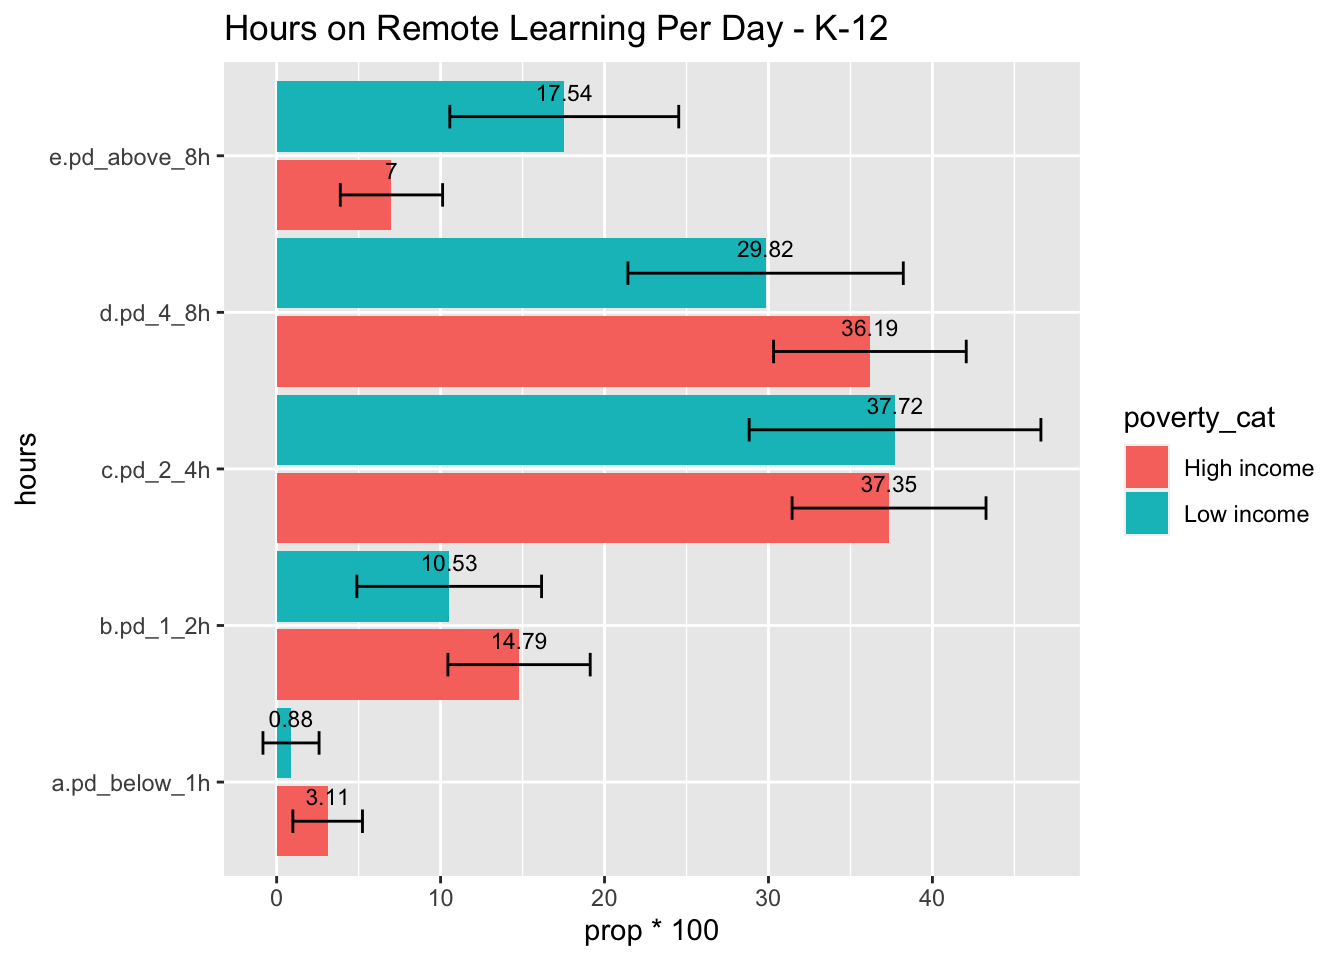 Hours on Remote Learning Per Day - K-12
hours
e.pd_above_8h
d.pd_4_8h
c.pd_2_4h
b.pd_1_2h
a.pd_below_1h
17.54
7
29.82
36.19
37.72
37.35
10.53
14.79
0.88
3.11
0 10 20 30 40
prop * 100
poverty_cat
High income
Low income